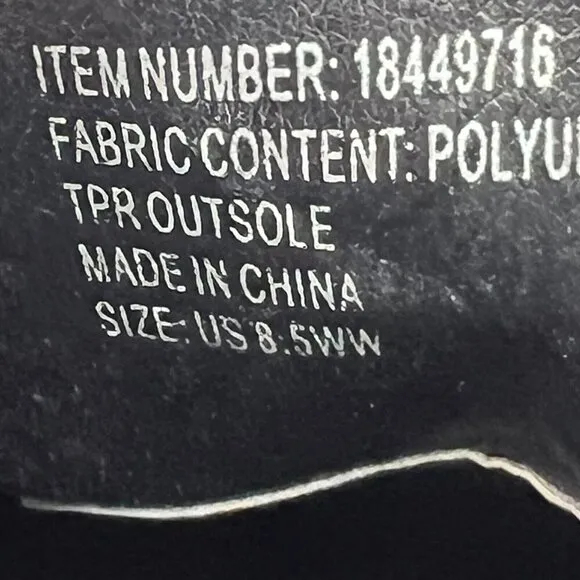 ITEM NUMBER: 18449716
FABRIC CONTENT: POLYU
TPR OUTSOLE
MADE IN CHINA
SIZE: US 8.5WW